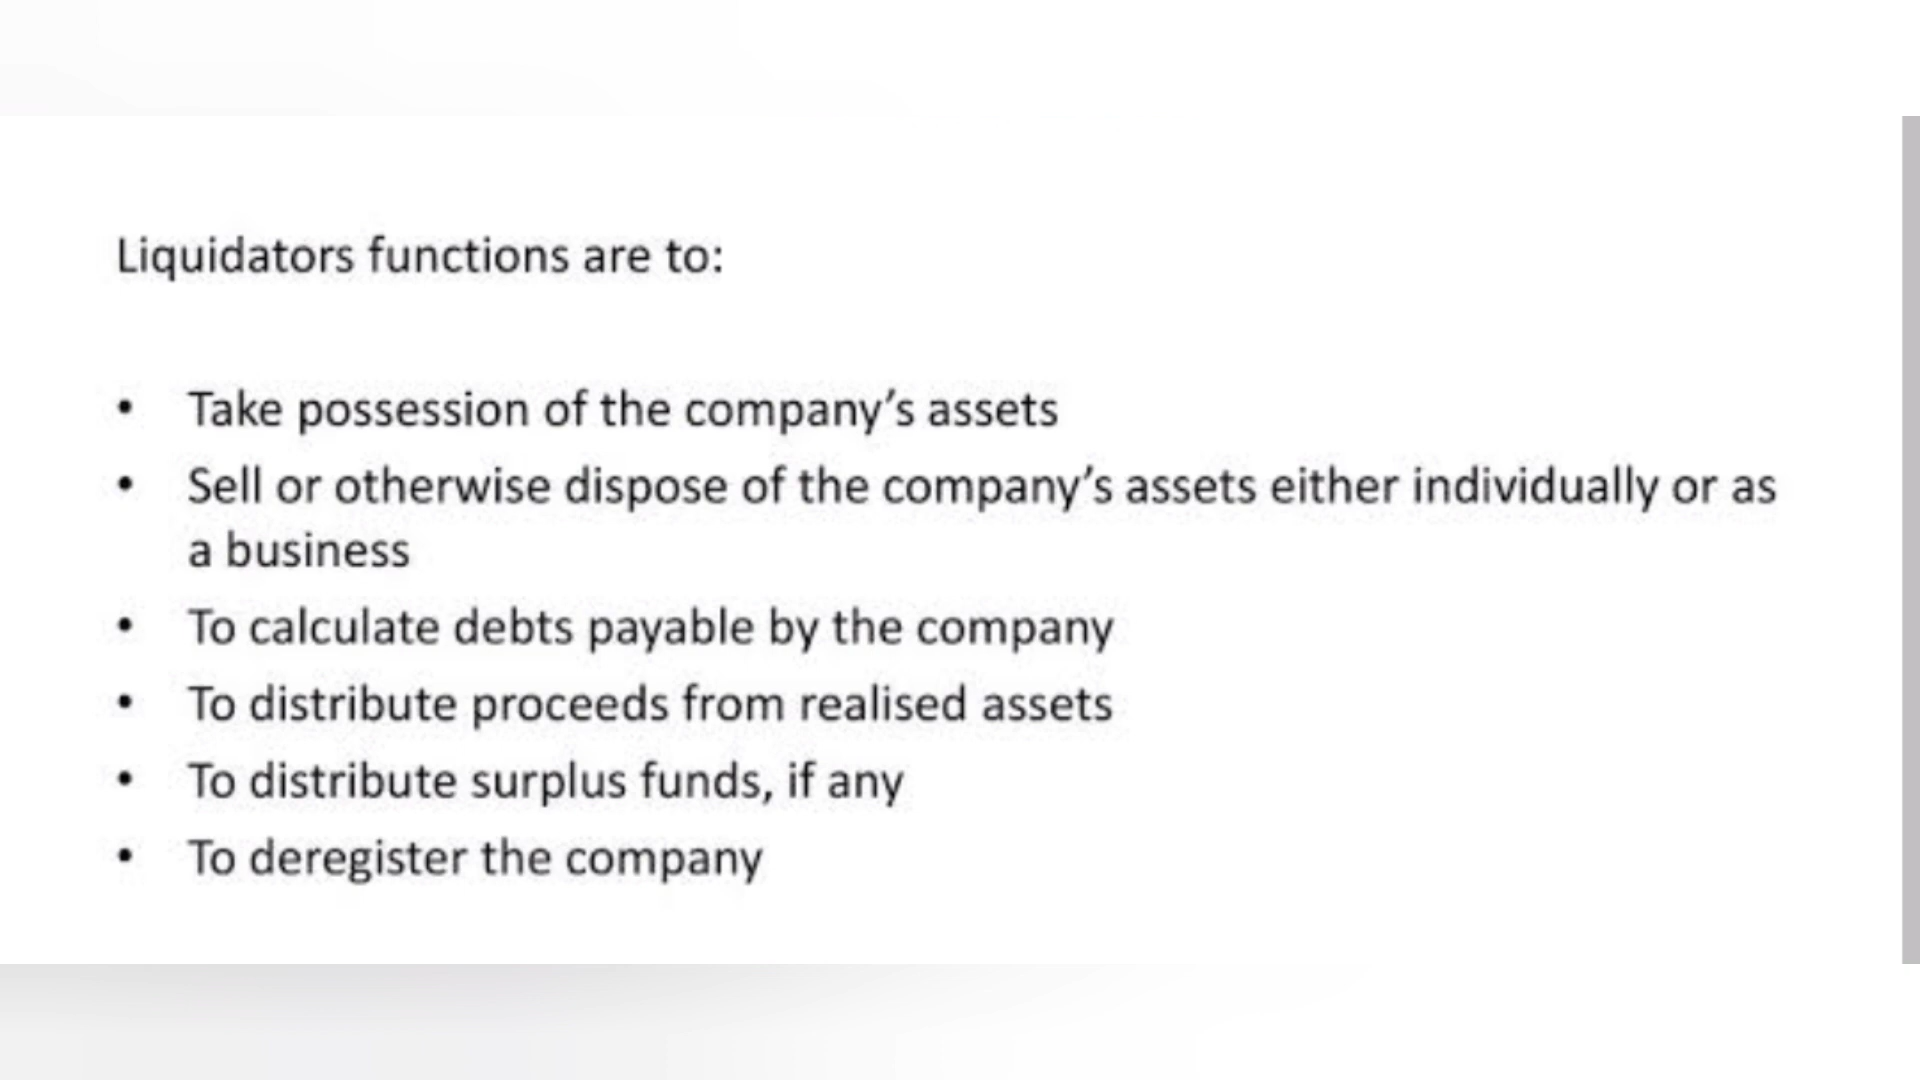 Liquidators functions are to:
• Take possession of the company’s assets
• Sell or otherwise dispose of the company’s assets either individually or as
a business
• To calculate debts payable by the company
• To distribute proceeds from realised assets
• To distribute surplus funds, if any
• To deregister the company